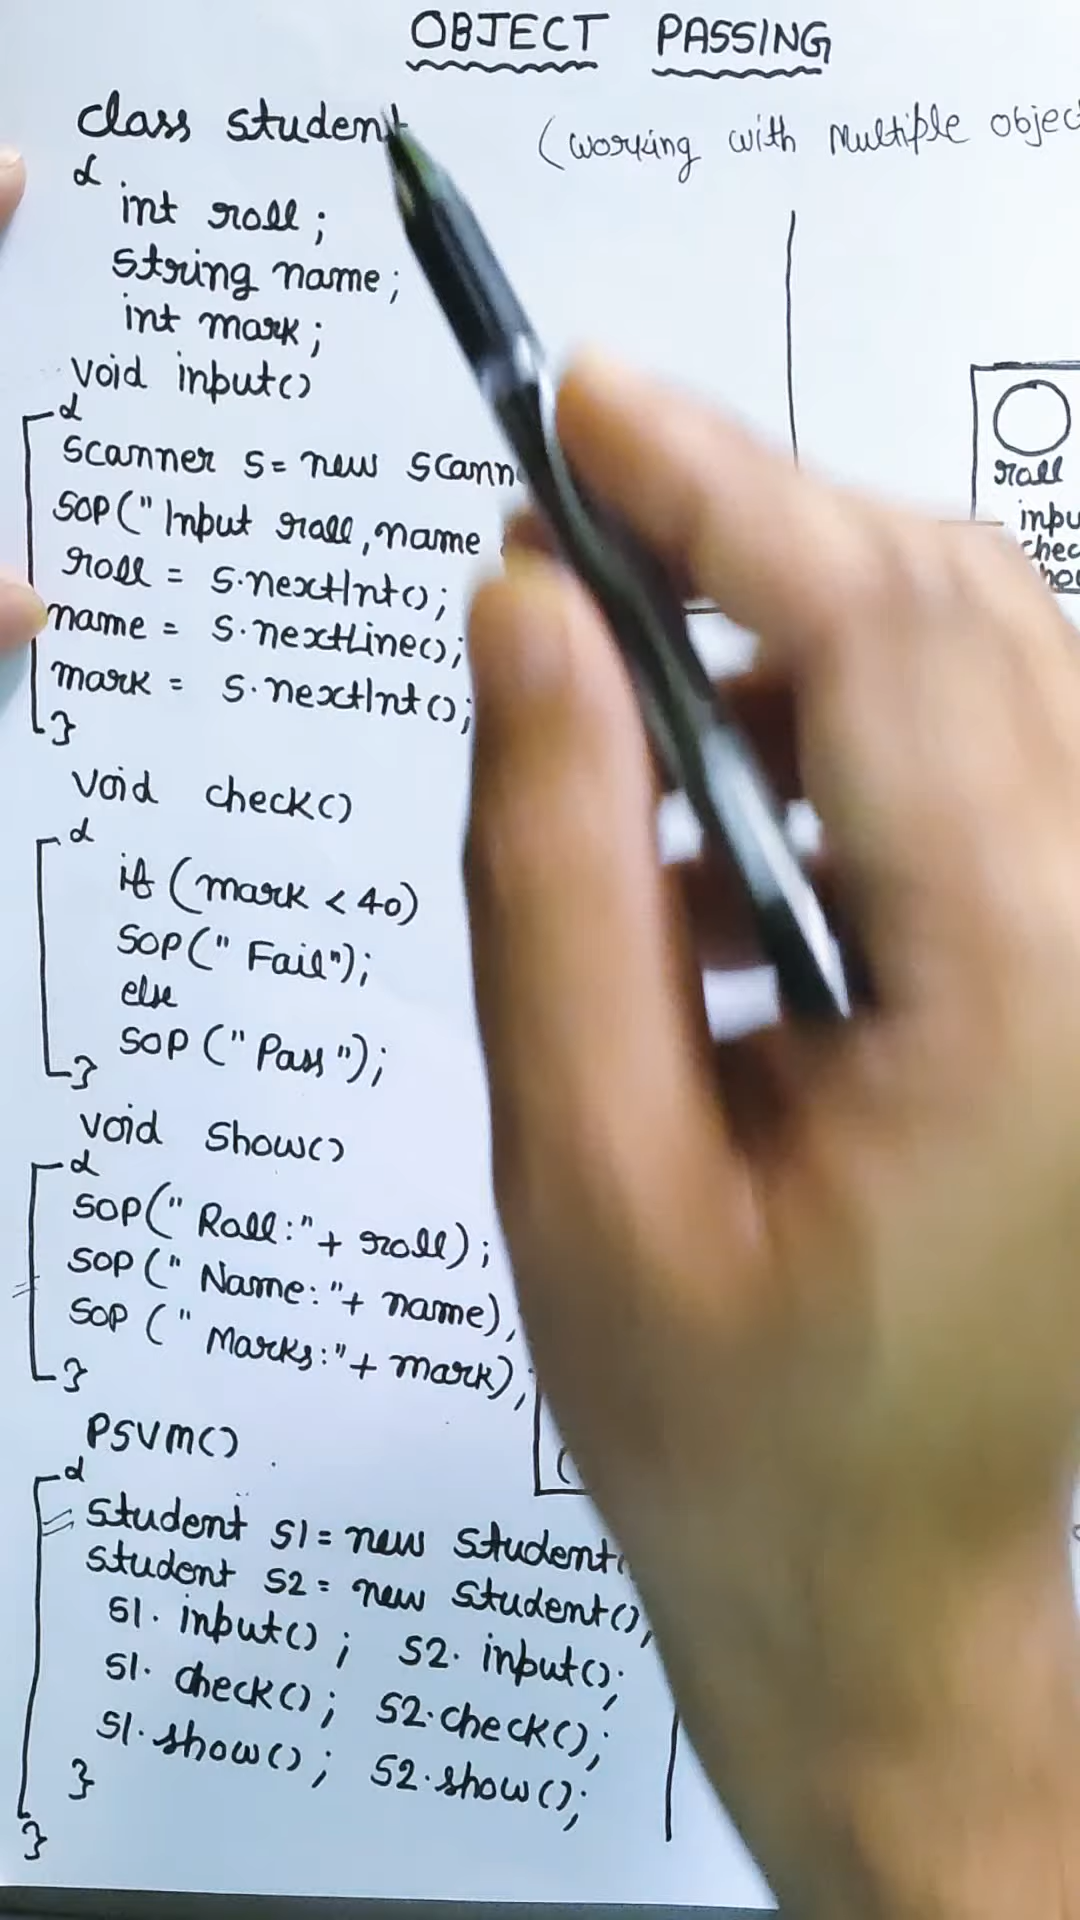 OBJECT PASSING
class student
(working with Multiple
{
int roll;
string name;
int mark;
void input()
{
scanner s= new
SOP("Input roll, name
roll = s.nextInt();
name = s.nextLine();
mark = s.nextInt();
}
void check()
{
if (mark < 40)
SOP("Fail");
else
SOP ("Pass");
}
void show()
{
SOP("Roll:"+ roll);
SOP ("Name:"+ name),
SOP ("Marks:"+ mark);
}
PSVM()
{
student s1= new student
student s2= new student();
s1. input(); s2. input();
s1. check(); s2.check();
s1.show(); s2.show();
}
}
roll